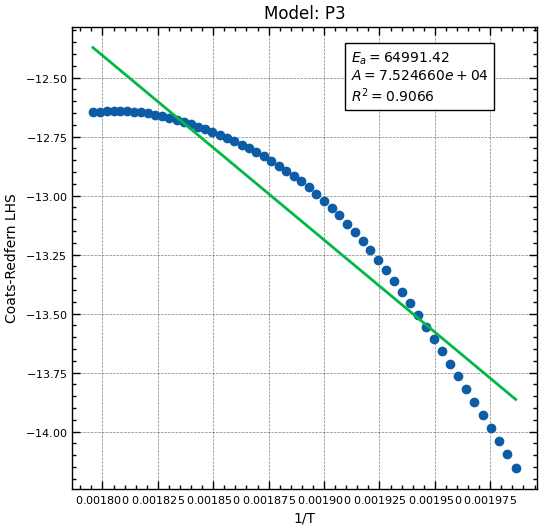 Model: P3
E_a = 64991.42
A = 7.524660e + 04
R² = 0.9066
Coats-Redfern LHS
−12.50
−12.75
−13.00
−13.25
−13.50
−13.75
−14.00
0.001800 0.001825 0.001850 0.001875 0.001900 0.001925 0.001950 0.001975
1/T